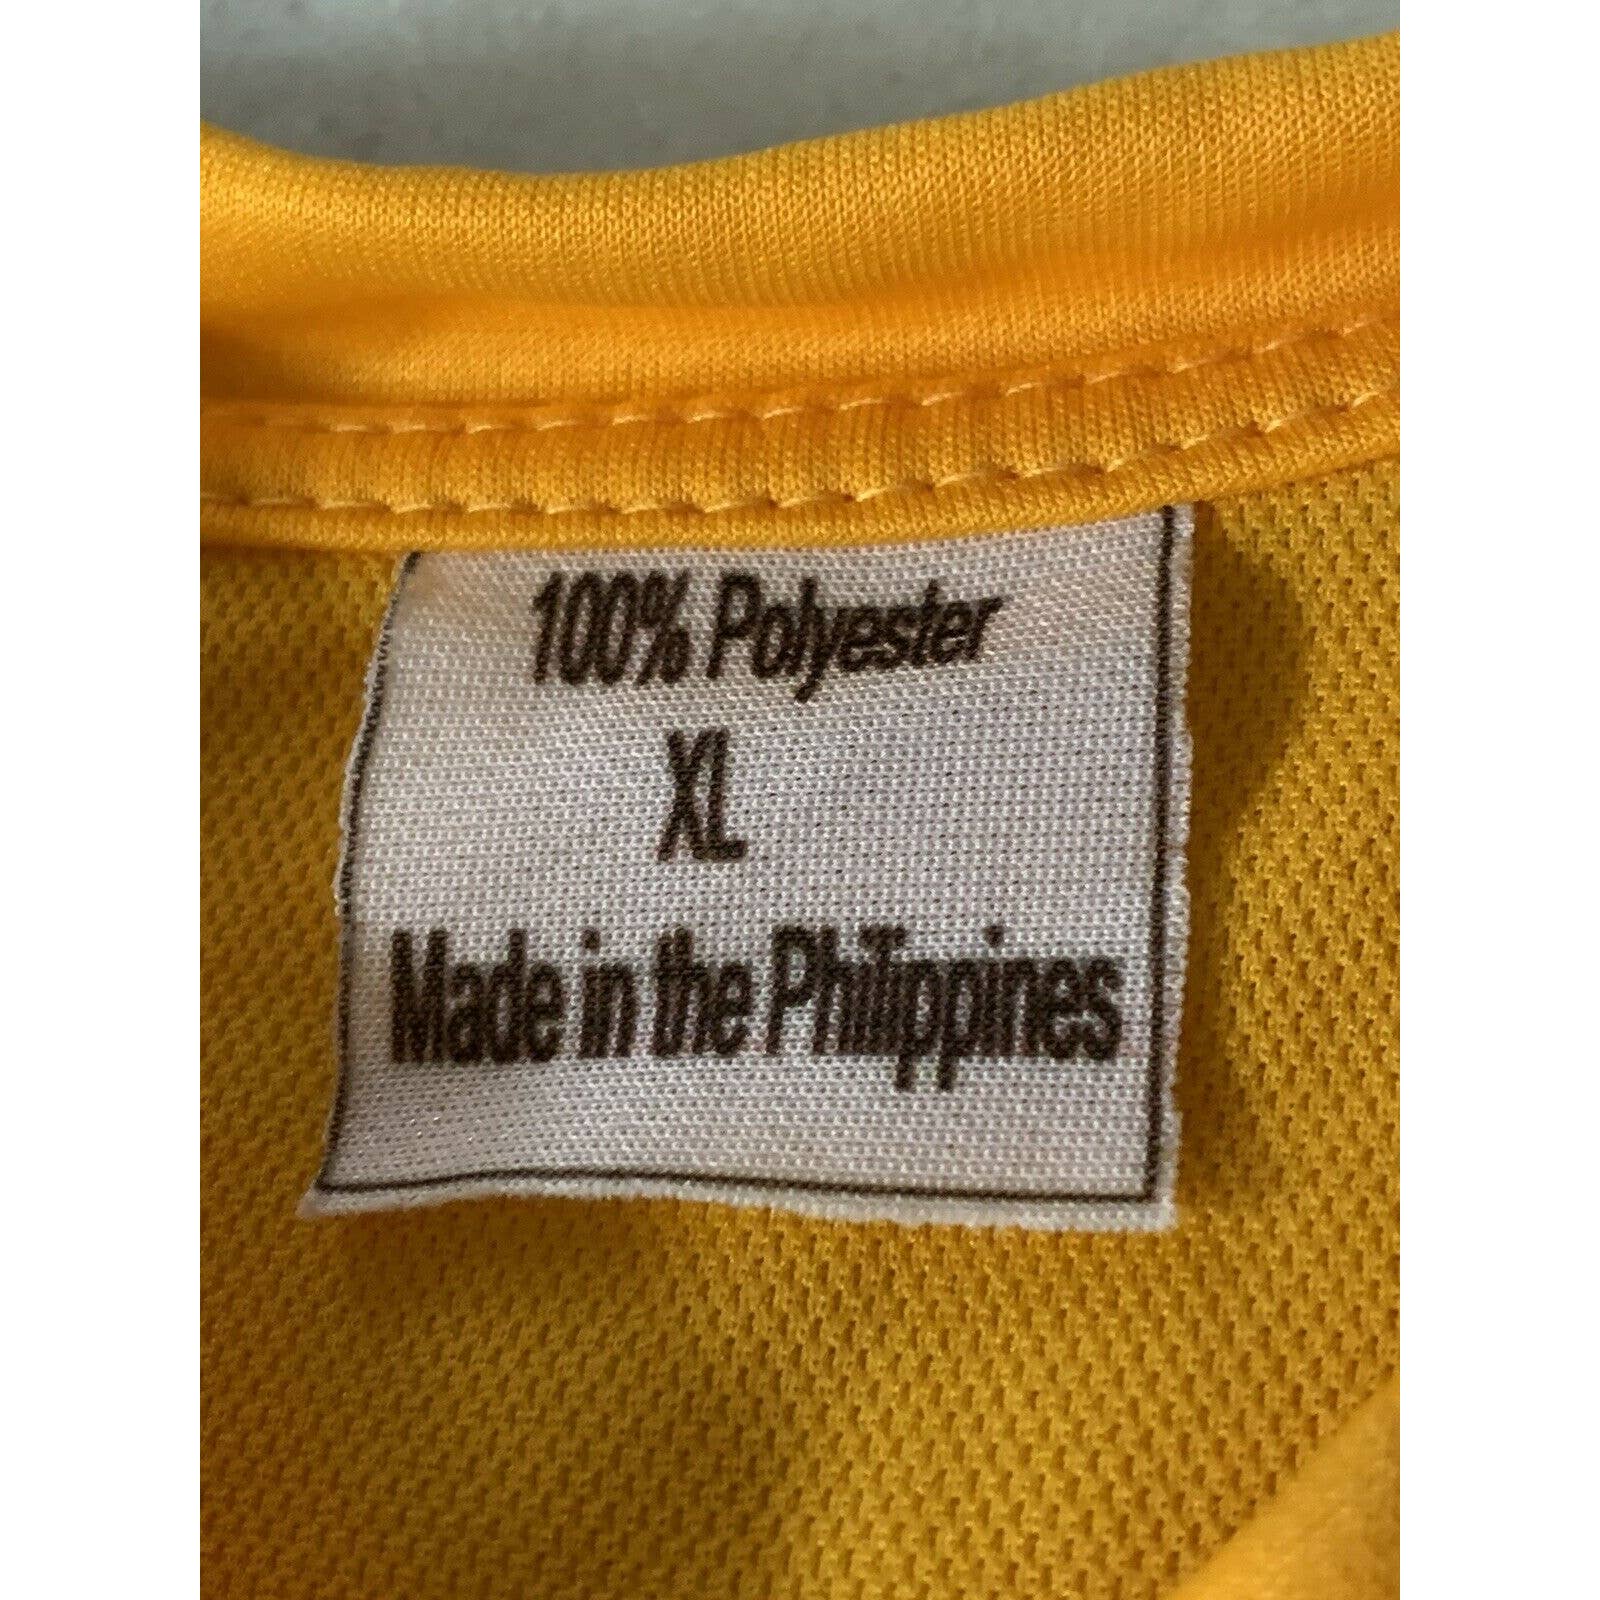 100% Polyester
XL
Made in the Philippines